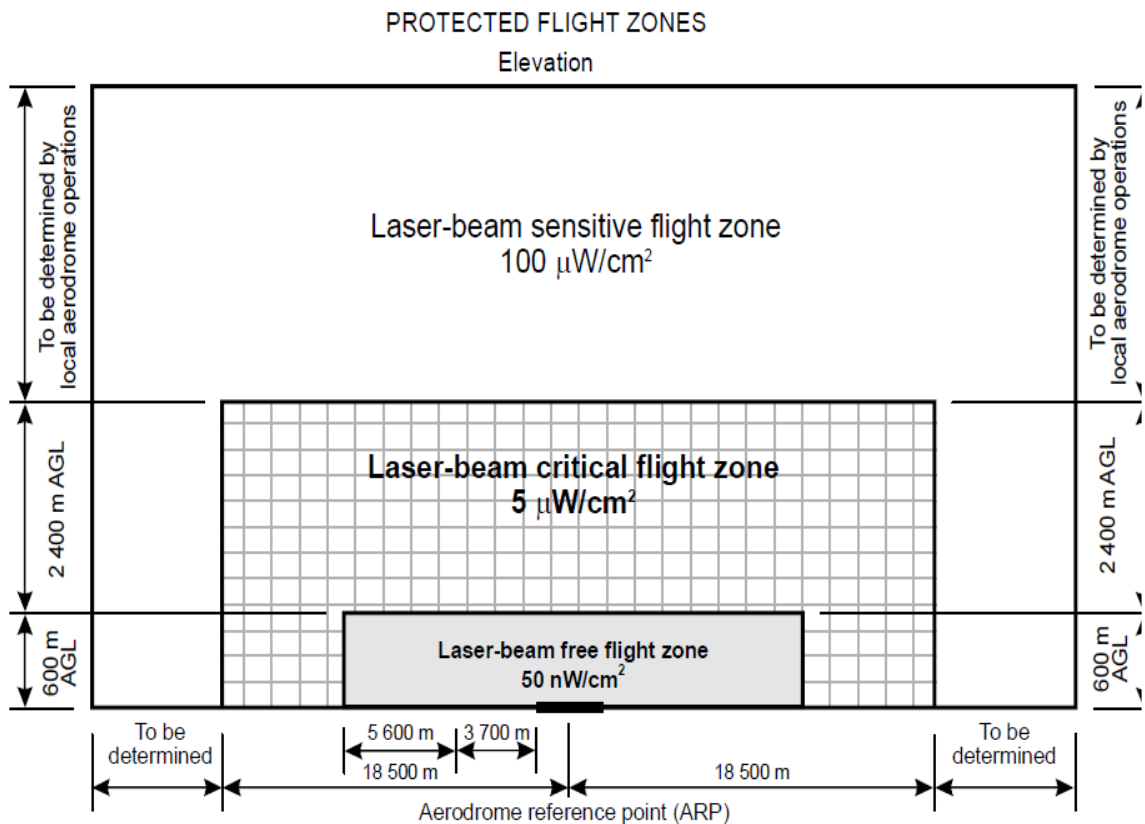 PROTECTED FLIGHT ZONES
Elevation
To be determined by
local aerodrome operations
To be determined by
local aerodrome operations
Laser-beam sensitive flight zone
100 μW/cm²
2 400 m AGL
2 400 m AGL
Laser-beam critical flight zone
5 μW/cm²
600 m
AGL
600 m
AGL
Laser-beam free flight zone
50 nW/cm²
To be
determined
5 600 m
3 700 m
To be
determined
18 500 m
18 500 m
Aerodrome reference point (ARP)